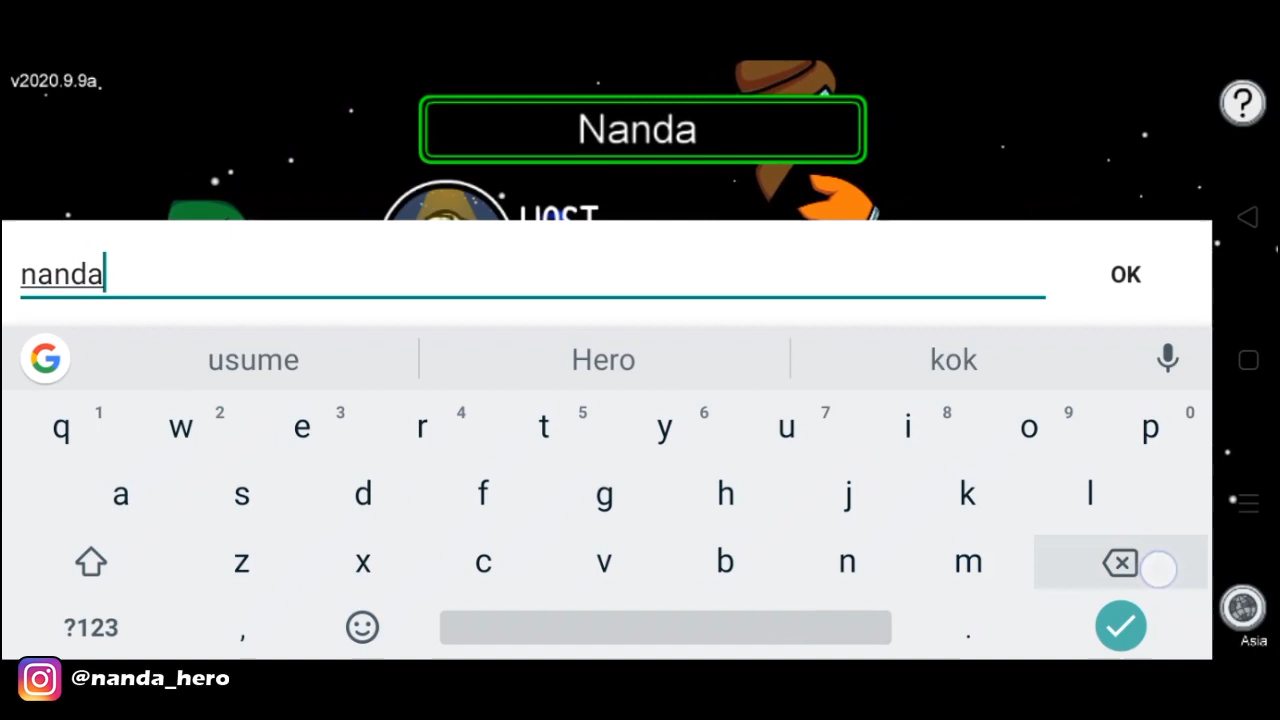 v2020.9.9a.
?
Nanda
HOST
nanda
OK
G usume Hero kok
q 1 w 2 e 3 r 4 t 5 y 6 u 7 i 8 o 9 p 0
a s d f g h j k l
z x c v b n m
?123 , .
Asia
@nanda_hero